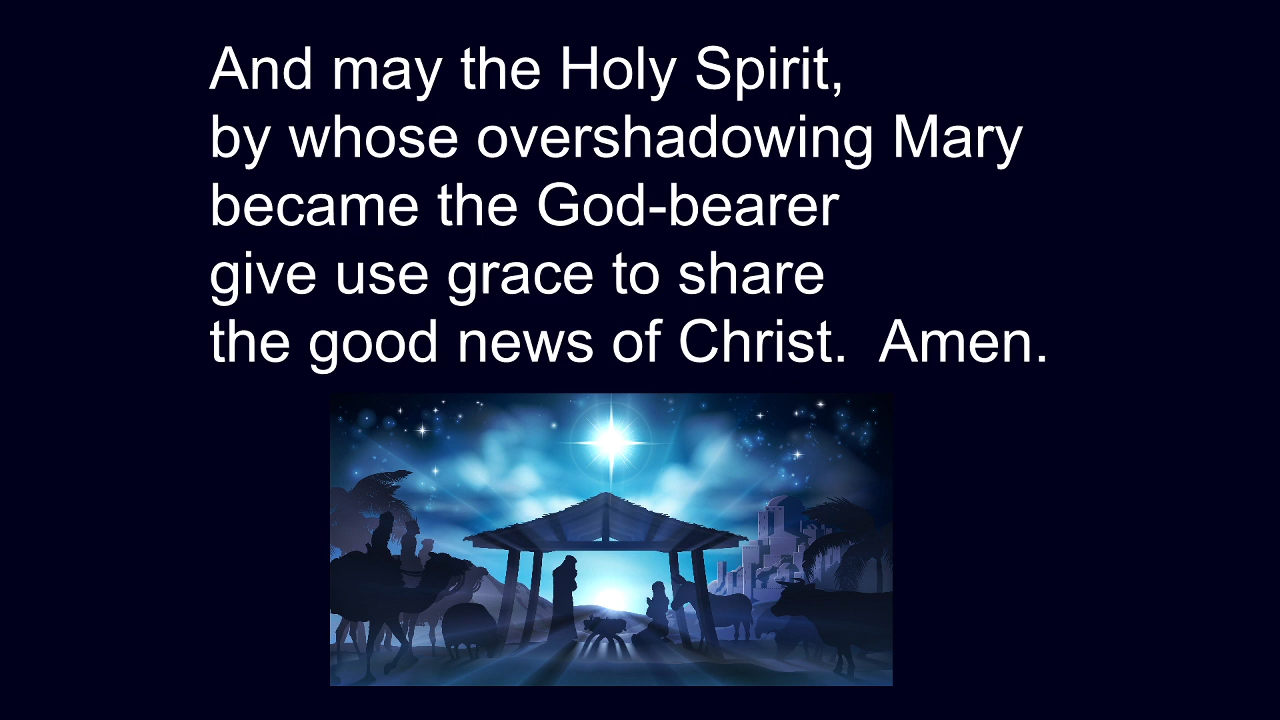 And may the Holy Spirit,
by whose overshadowing Mary
became the God-bearer
give use grace to share
the good news of Christ.  Amen.